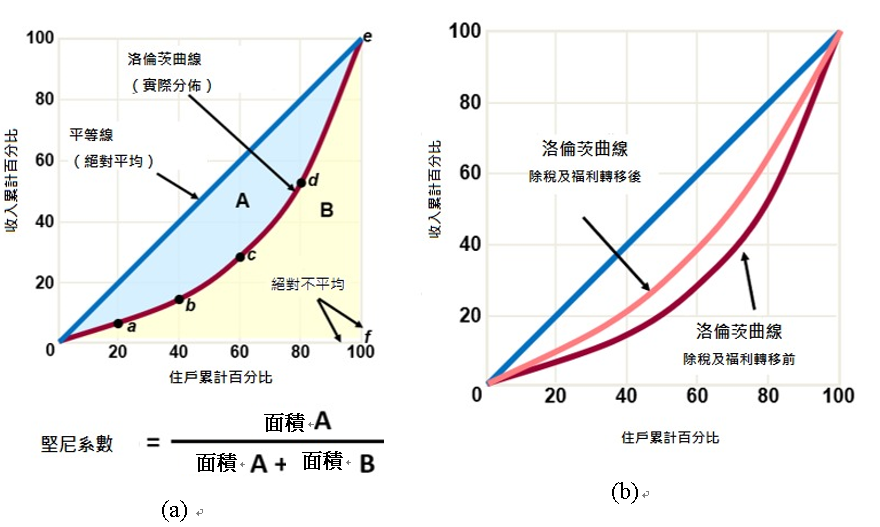 100
80
60
40
20
0
20
40
60
80
100
收入累計百分比
住戶累計百分比
洛倫茨曲線
（實際分佈）
平等線
（絕對平均）
A
B
絕對不平均
a
b
c
d
e
f
堅尼系數 = 面積 A
面積 A + 面積 B
(a)
100
80
60
40
20
0
20
40
60
80
100
收入累計百分比
住戶累計百分比
洛倫茨曲線
除稅及福利轉移後
洛倫茨曲線
除稅及福利轉移前
(b)